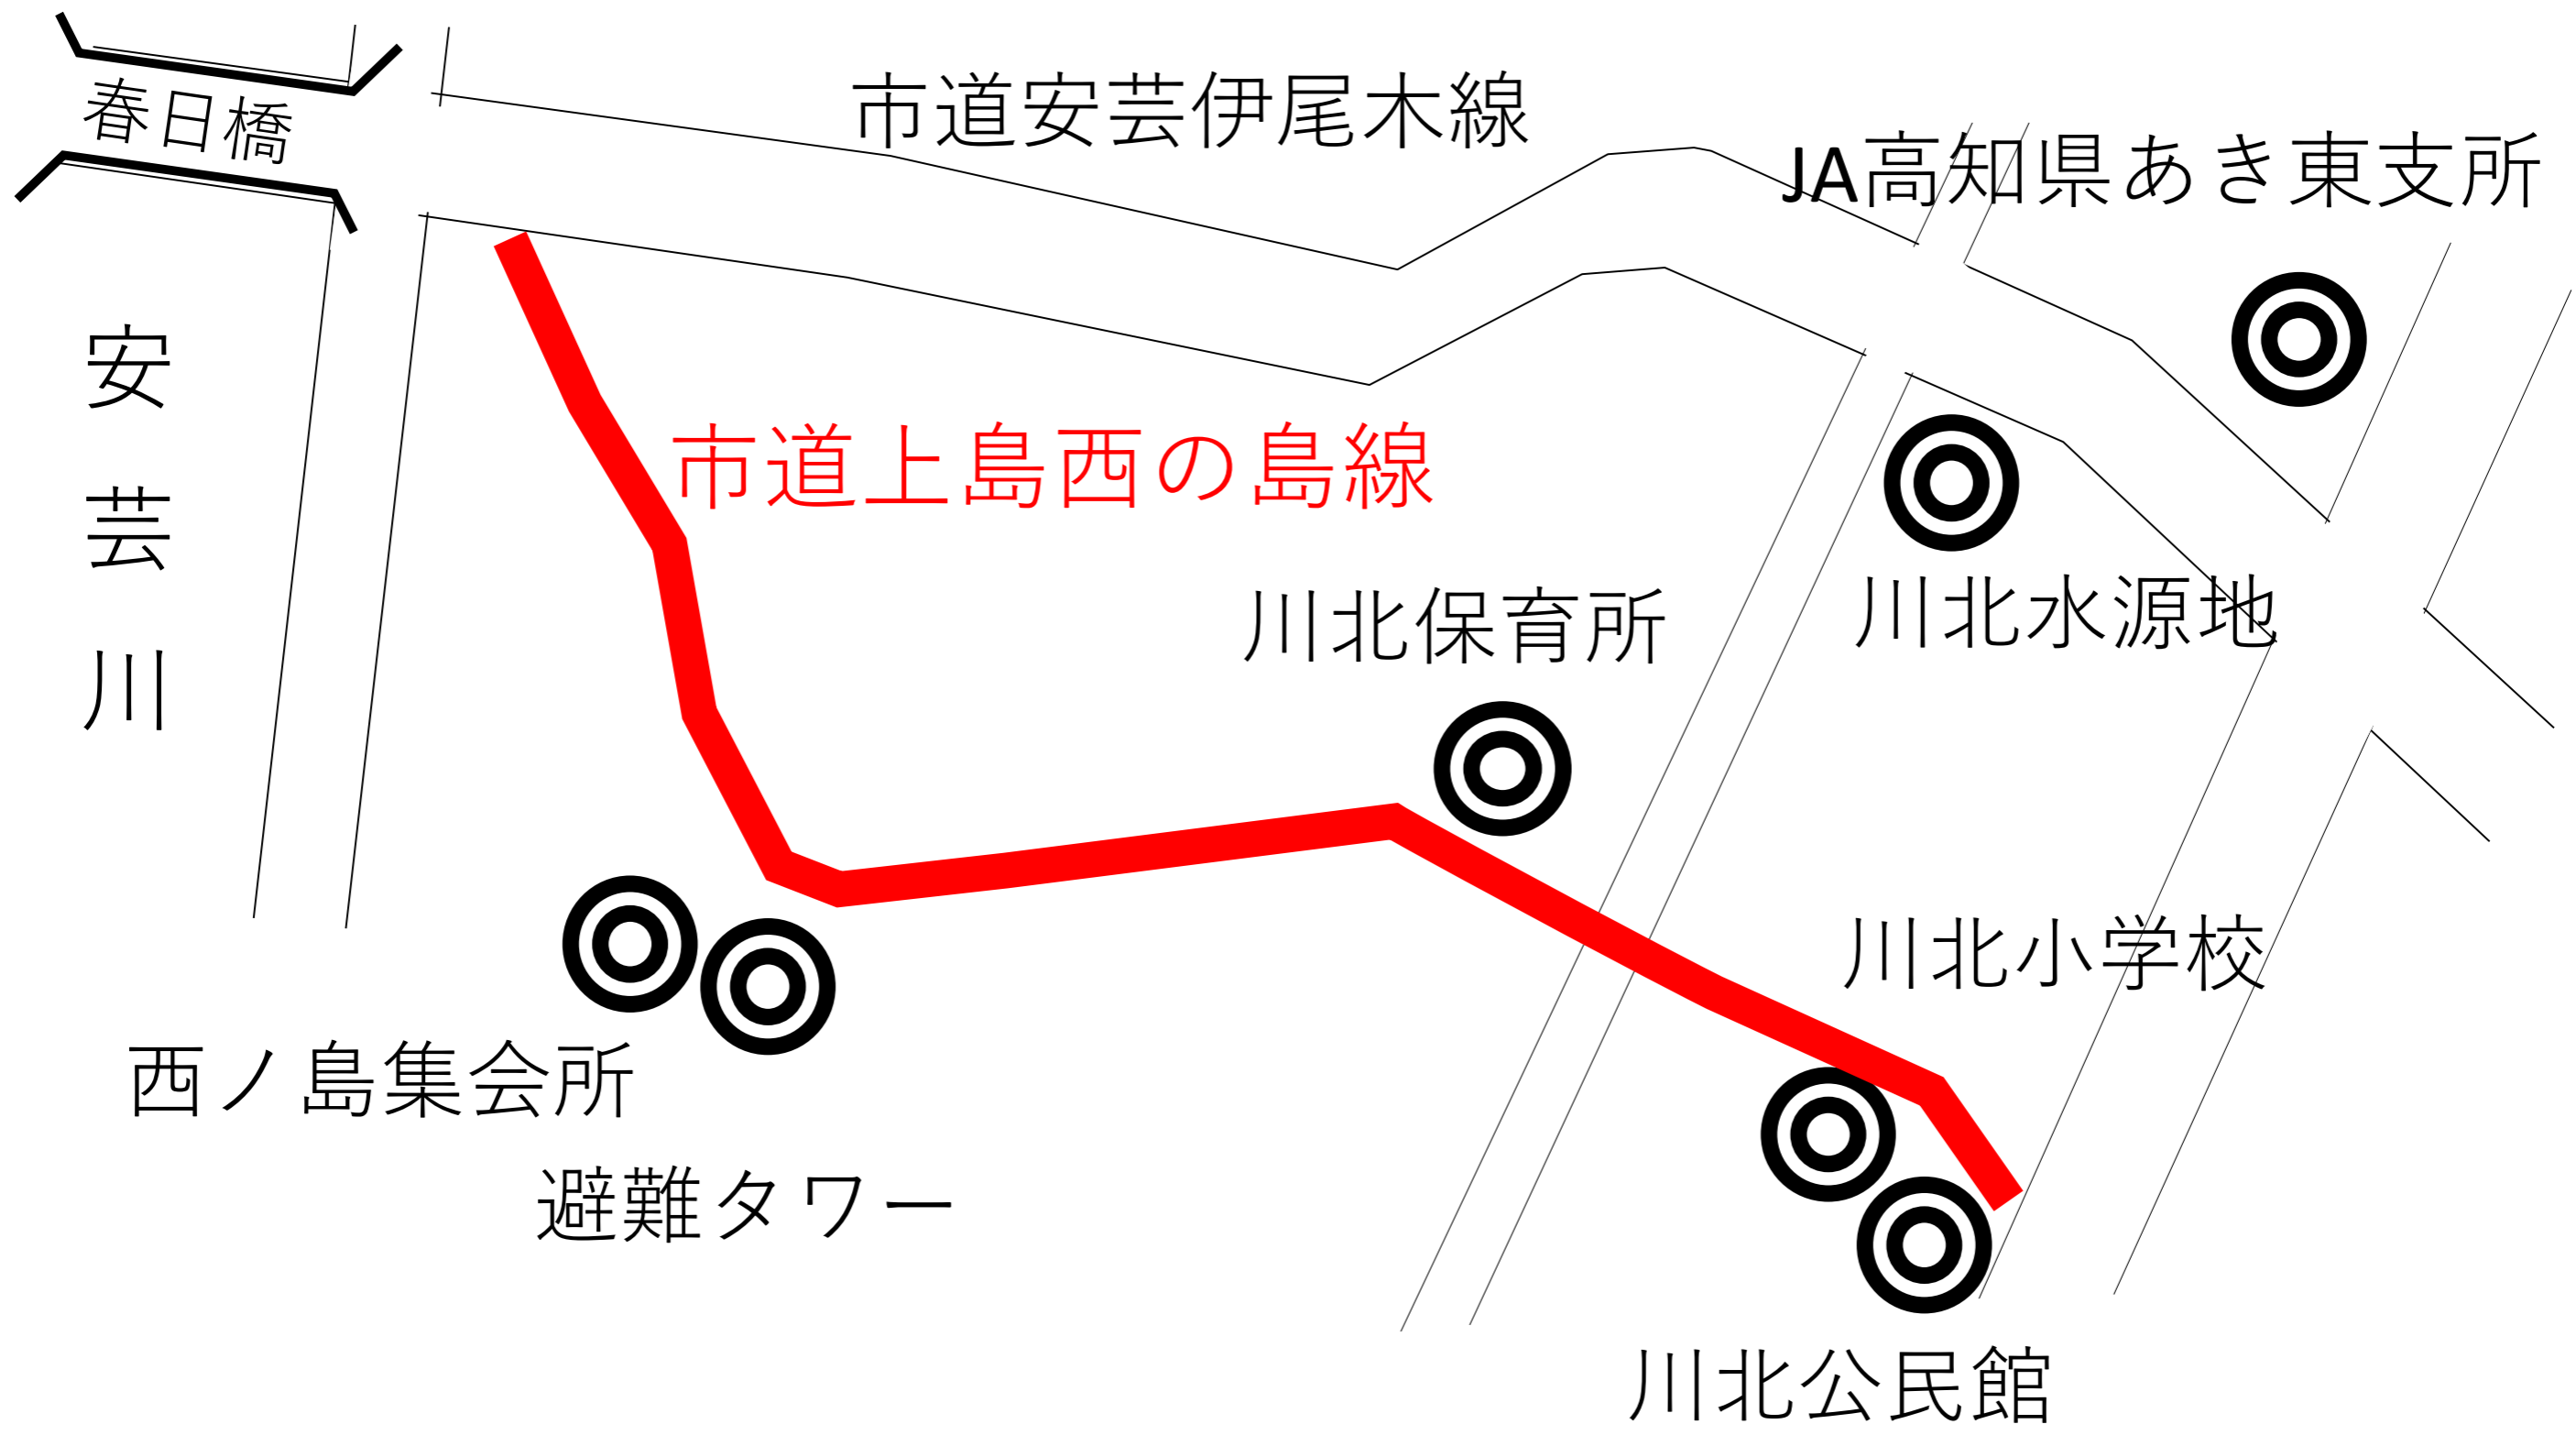 市道安芸伊尾木線
春日橋
JA高知県あき東支所
安芸川
市道上島西の島線
川北保育所
川北水源地
川北小学校
西ノ島集会所
避難タワー
川北公民館